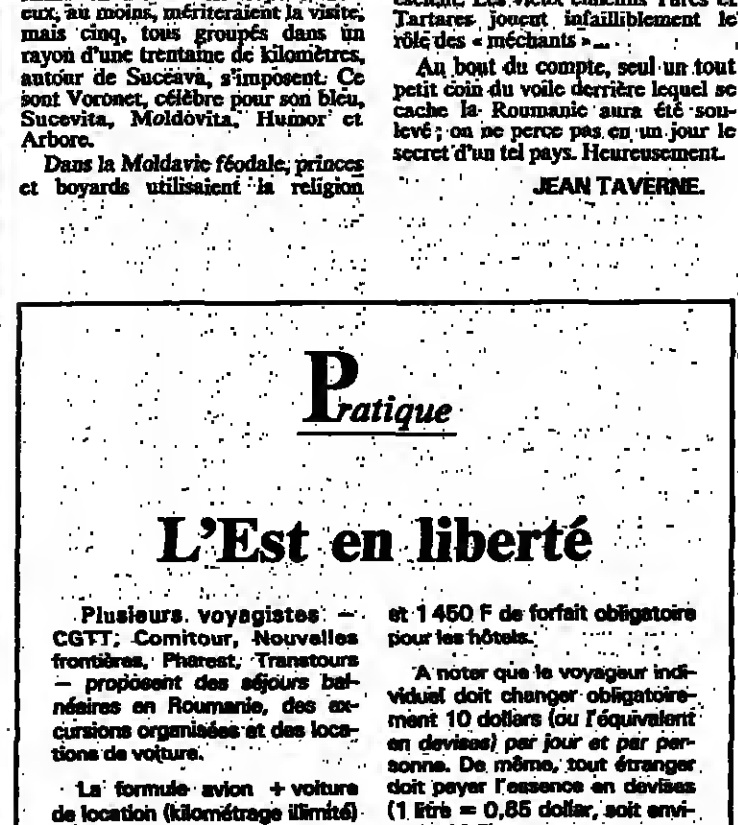 eux, au moins, mériteraient la visite,
mais cinq, tous groupés dans un
rayon d'une trentaine de kilomètres,
autour de Suceava, s'imposent. Ce
sont Voronet, célèbre pour son bleu,
Sucevita, Moldovita, Humor et
Arbore.
Dans la Moldavie féodale, princes
et boyards utilisaient la religion
Tartares jouent infailliblement le
rôle des « méchants »...
Au bout du compte, seul un tout
petit coin du voile derrière lequel se
cache la Roumanie aura été sou-
levé ; on ne perce pas en un jour le
secret d'un tel pays. Heureusement.
JEAN TAVERNE.
Pratique
L'Est en liberté
Plusieurs voyagistes –
CGTT, Comitour, Nouvelles
frontières, Pharest, Transtours
– proposent des séjours bal-
néaires en Roumanie, des ex-
cursions organisées et des loca-
tions de voiture.
La formule avion + voiture
de location (kilométrage illimité)
et 1 450 F de forfait obligatoire
pour les hôtels.
A noter que le voyageur indi-
viduel doit changer obligatoire-
ment 10 dollars (ou l'équivalent
en devises) par jour et par per-
sonne. De même, tout étranger
doit payer l'essence en devises
(1 litre = 0,85 dollar, soit envi-